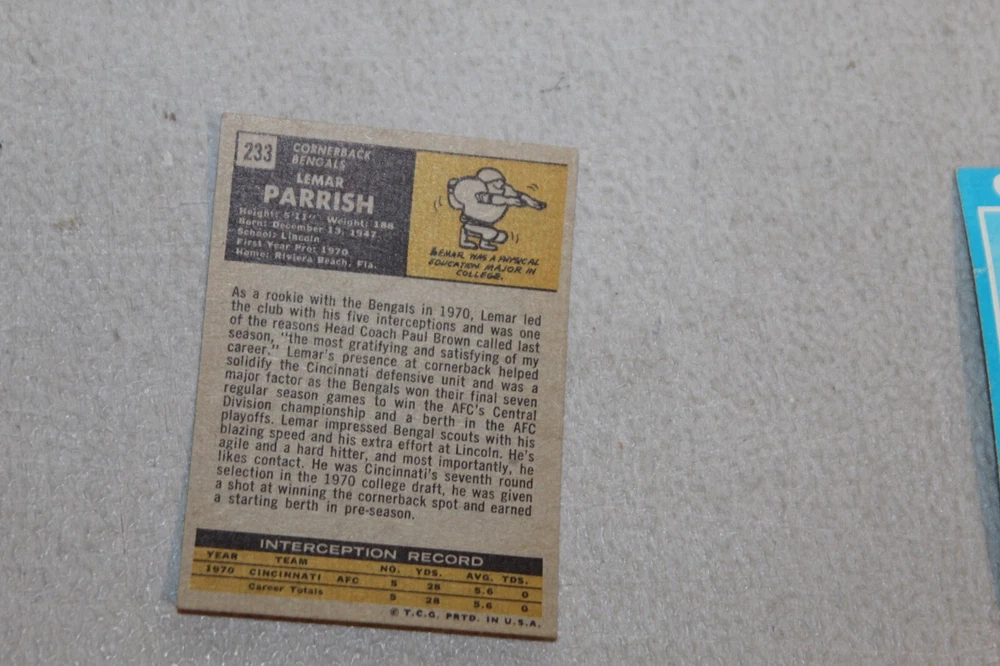 233
CORNERBACK
BENGALS
LEMAR
PARRISH
Height: 5'11" Weight: 188
Born: December 13, 1947
School: Lincoln
First Year Pro: 1970
Home: Riviera Beach, Fla.
LEMAR WAS A PHYSICAL
EDUCATION MAJOR IN
COLLEGE.
As a rookie with the Bengals in 1970, Lemar led
the club with his five interceptions and was one
of the reasons Head Coach Paul Brown called last
season, "the most gratifying and satisfying of my
career." Lemar's presence at cornerback helped
solidify the Cincinnati defensive unit and was a
major factor as the Bengals won their final seven
regular season games to win the AFC's Central
Division championship and a berth in the AFC
playoffs. Lemar impressed Bengal scouts with his
blazing speed and his extra effort at Lincoln. He's
agile and a hard hitter, and most importantly, he
likes contact. He was Cincinnati's seventh round
selection in the 1970 college draft, he was given
a shot at winning the cornerback spot and earned
a starting berth in pre-season.
INTERCEPTION RECORD
YEAR TEAM NO. YDS. AVG. TDS.
1970 CINCINNATI AFC 5 28 5.6 0
Career Totals 5 28 5.6 0
© T.C.G. PRTD. IN U.S.A.